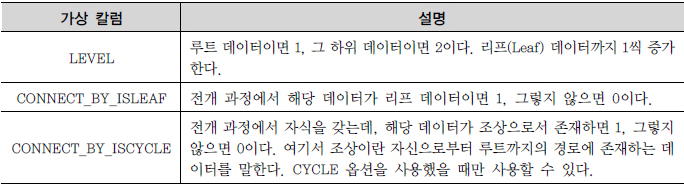 가상 칼럼 설명
LEVEL 루트 데이터이면 1, 그 하위 데이터이면 2이다. 리프(Leaf) 데이터까지 1씩 증가
한다.
CONNECT_BY_ISLEAF 전개 과정에서 해당 데이터가 리프 데이터이면 1, 그렇지 않으면 0이다.
CONNECT_BY_ISCYCLE 전개 과정에서 자식을 갖는데, 해당 데이터가 조상으로서 존재하면 1, 그렇지
않으면 0이다. 여기서 조상이란 자신으로부터 루트까지의 경로에 존재하는 데
이터를 말한다. CYCLE 옵션을 사용했을 때만 사용할 수 있다.